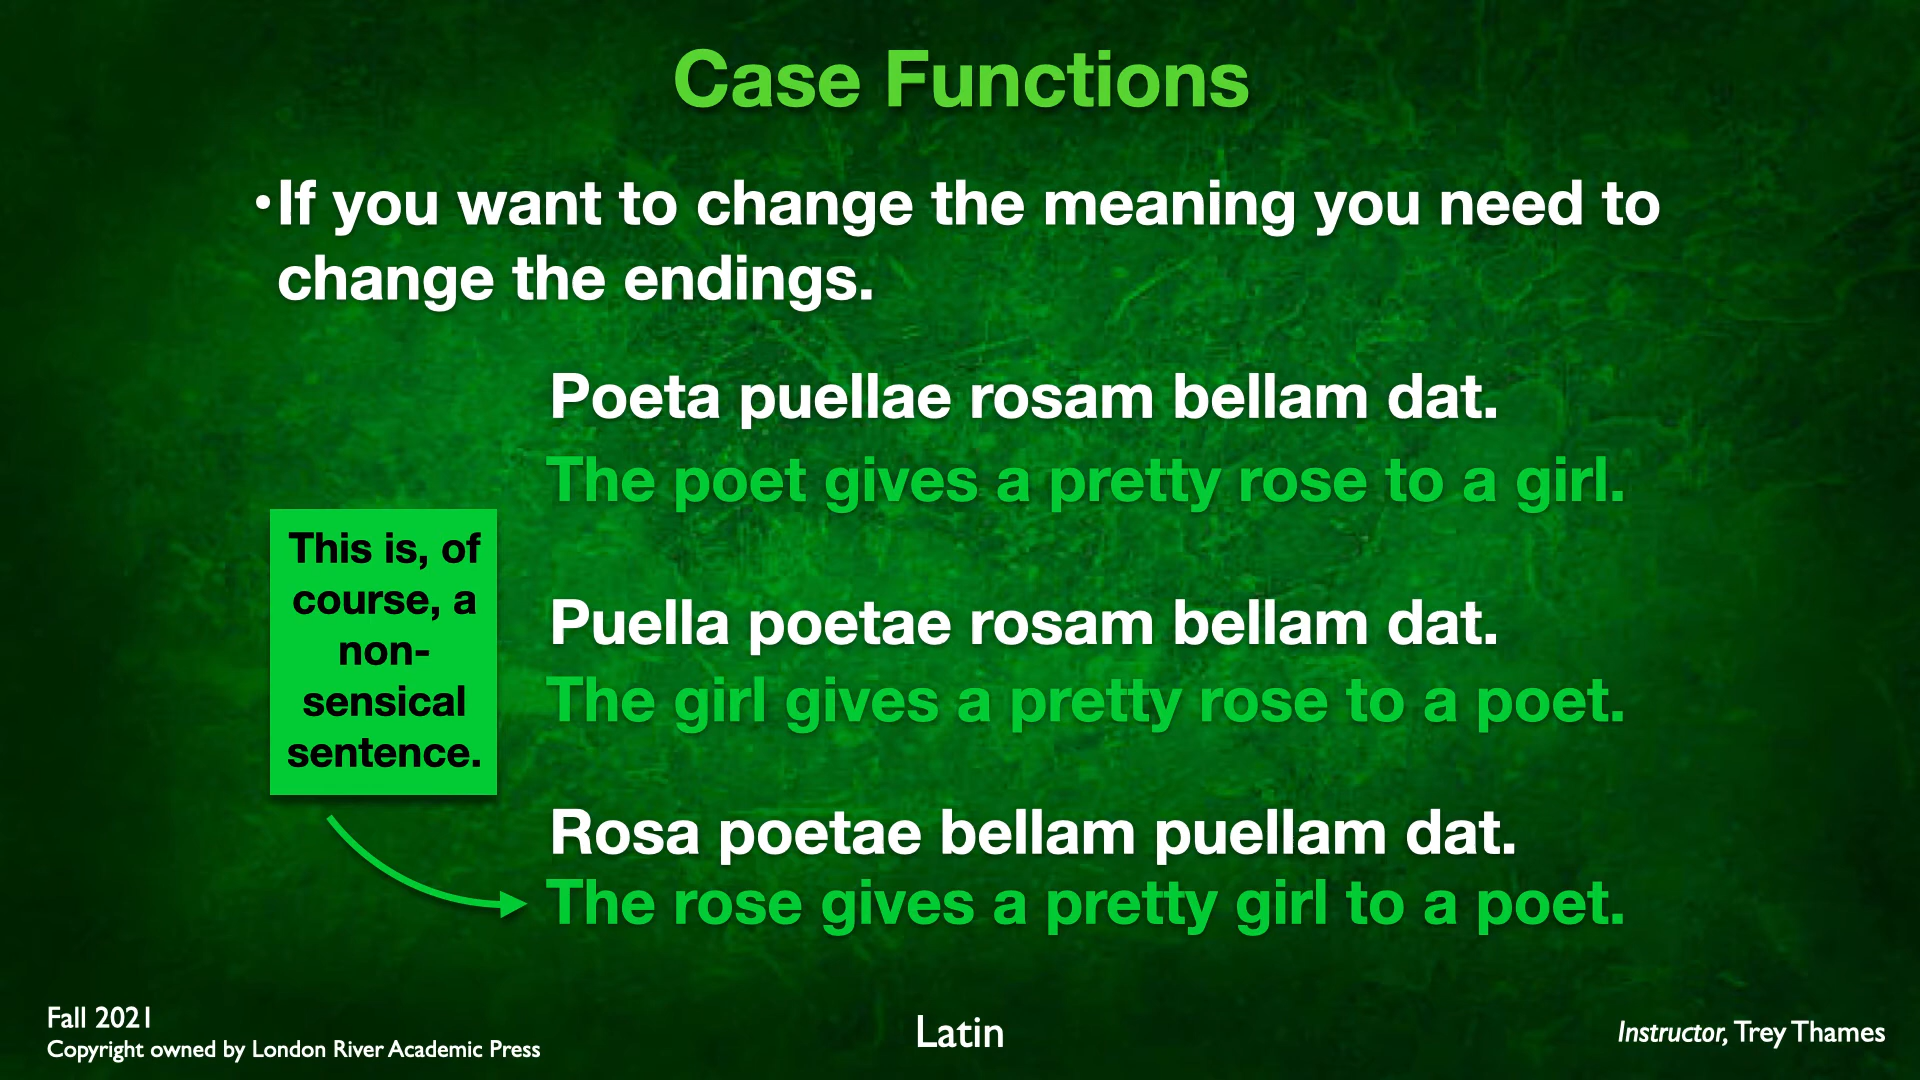 Case Functions
•If you want to change the meaning you need to
change the endings.
Poeta puellae rosam bellam dat.
The poet gives a pretty rose to a girl.
This is, of
course, a
non-
sensical
sentence.
Puella poetae rosam bellam dat.
The girl gives a pretty rose to a poet.
Rosa poetae bellam puellam dat.
The rose gives a pretty girl to a poet.
Fall 2021
Copyright owned by London River Academic Press
Latin
Instructor, Trey Thames